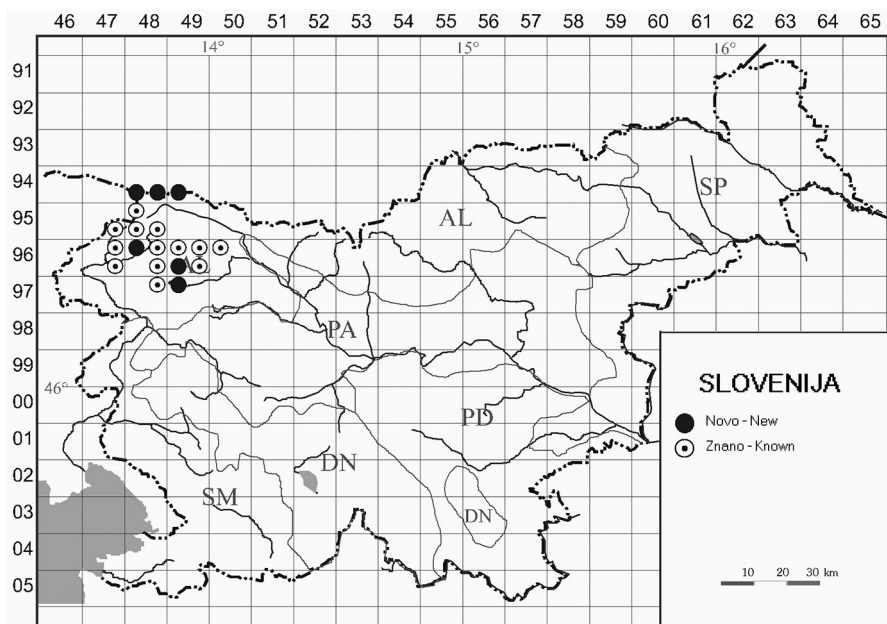 46 47 48 49 50 51 52 53 54 55 56 57 58 59 60 61 62 63 64 65
14° 15° 16°
91
92
93
94
SP
95
AL
96
AL
97
98
PA
99
SLOVENIJA
46°
00
Novo - New
PD
01
Znano - Known
DN
02
SM
03
DN
04
10 20 30 km
05